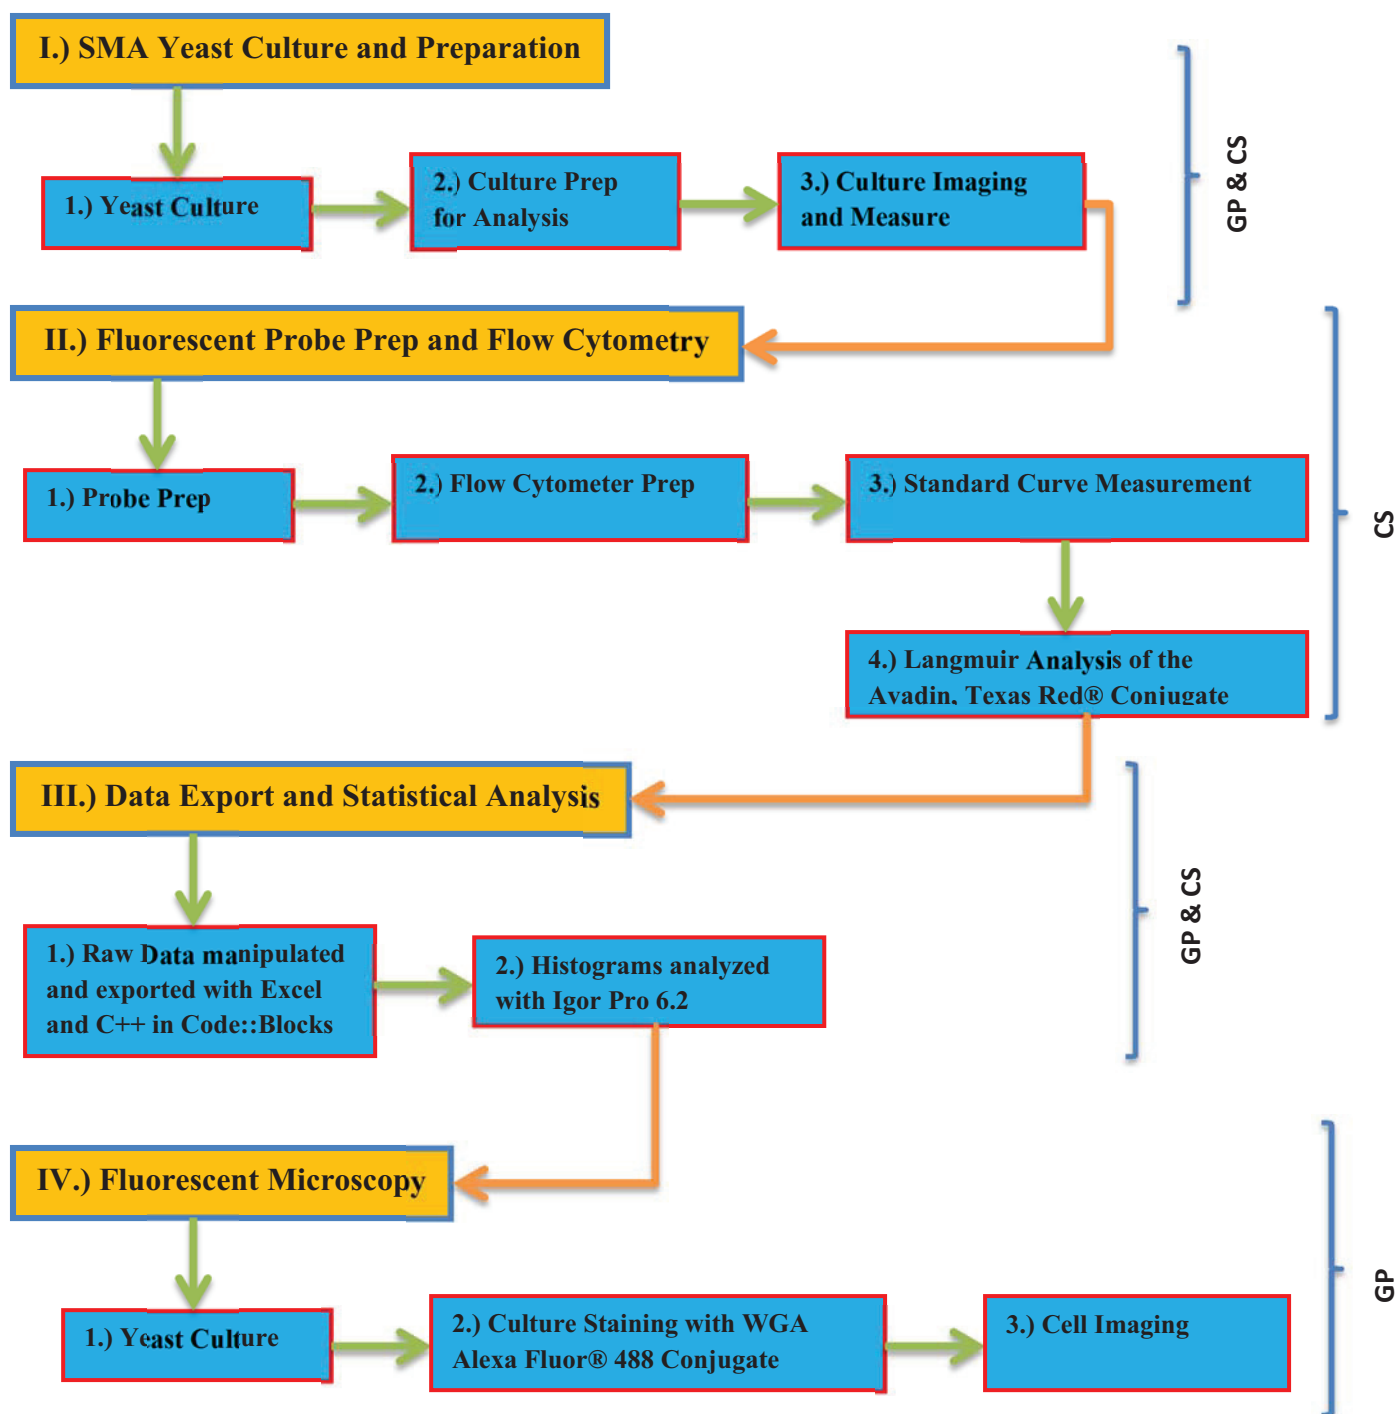 I.) SMA Yeast Culture and Preparation
1.) Yeast Culture
2.) Culture Prep
for Analysis
3.) Culture Imaging
and Measure
GP & CS
II.) Fluorescent Probe Prep and Flow Cytometry
1.) Probe Prep
2.) Flow Cytometer Prep
3.) Standard Curve Measurement
4.) Langmuir Analysis of the
Avadin, Texas Red® Conjugate
CS
III.) Data Export and Statistical Analysis
1.) Raw Data manipulated
and exported with Excel
and C++ in Code::Blocks
2.) Histograms analyzed
with Igor Pro 6.2
GP & CS
IV.) Fluorescent Microscopy
1.) Yeast Culture
2.) Culture Staining with WGA
Alexa Fluor® 488 Conjugate
3.) Cell Imaging
GP